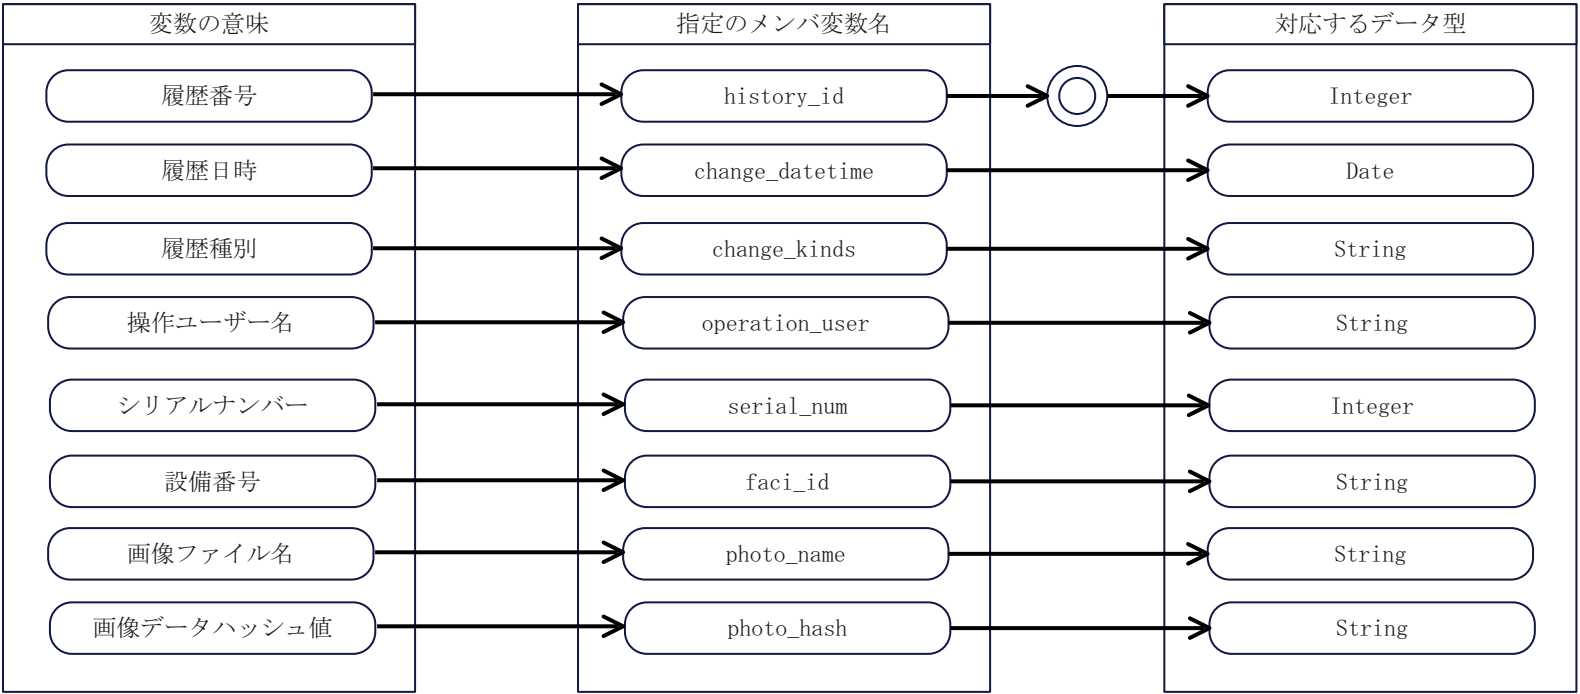 変数の意味
指定のメンバ変数名
対応するデータ型
履歴番号
history_id
Integer
履歴日時
change_datetime
Date
履歴種別
change_kinds
String
操作ユーザー名
operation_user
String
シリアルナンバー
serial_num
Integer
設備番号
faci_id
String
画像ファイル名
photo_name
String
画像データハッシュ値
photo_hash
String